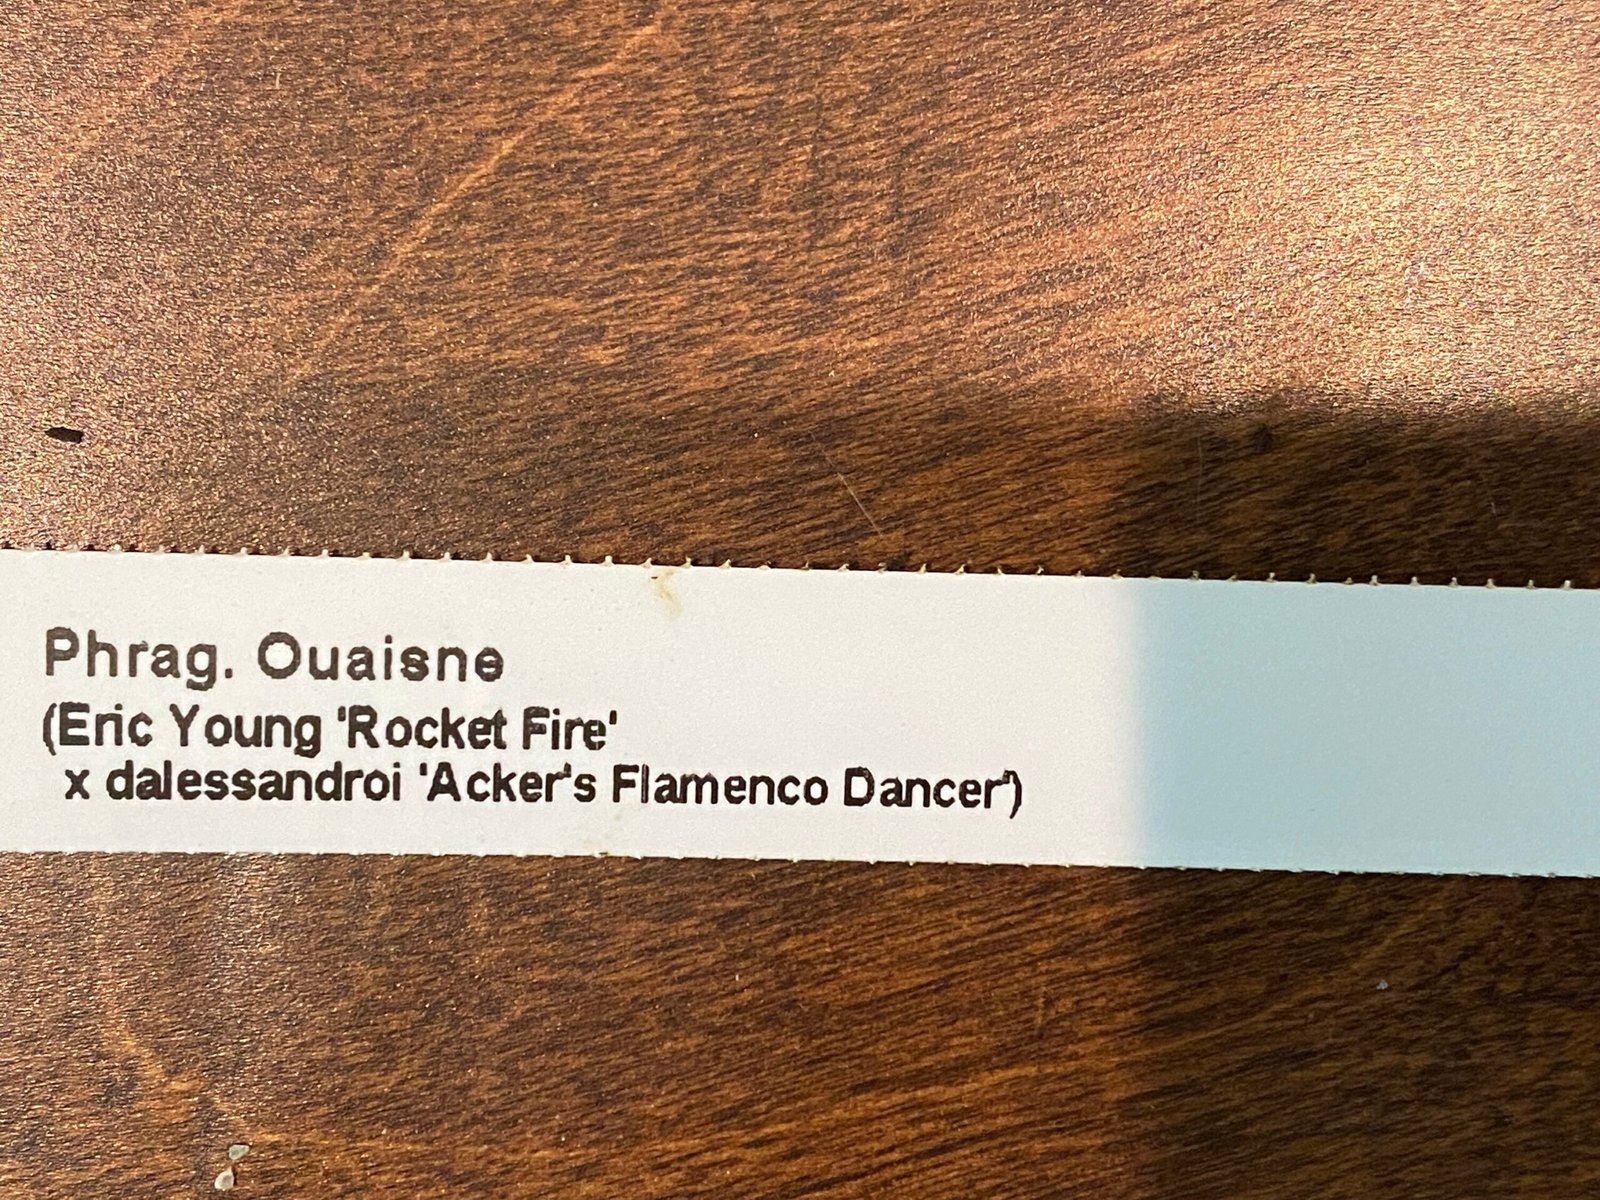 Phrag. Ouaisne
(Eric Young 'Rocket Fire'
x dalessandroi 'Acker's Flamenco Dancer')